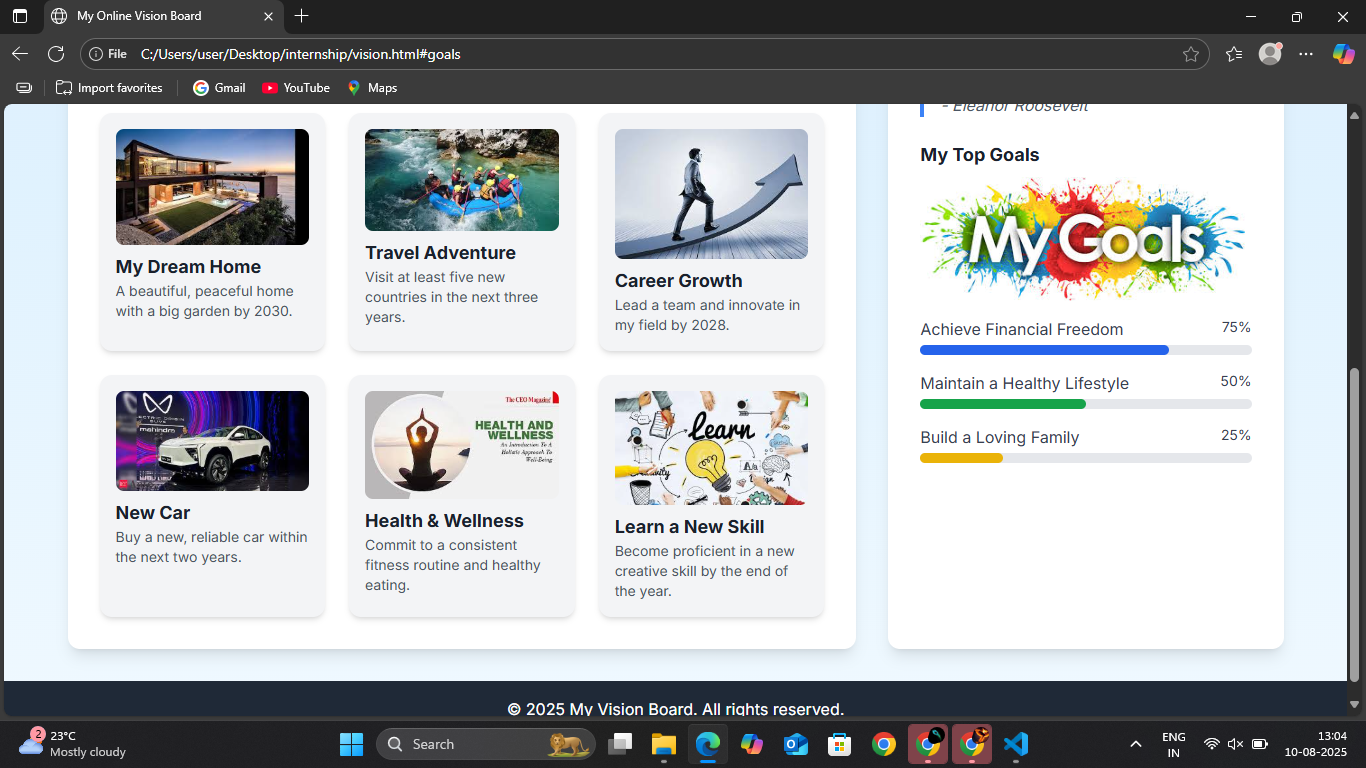 My Online Vision Board
File
C:/Users/user/Desktop/internship/vision.html#goals
Import favorites
Gmail
YouTube
Maps
My Dream Home
A beautiful, peaceful home
with a big garden by 2030.
Travel Adventure
Visit at least five new
countries in the next three
years.
Career Growth
Lead a team and innovate in
my field by 2028.
mahindra
New Car
Buy a new, reliable car within
the next two years.
The CEO Magazine
HEALTH AND
WELLNESS
An Introduction To A
Holistic Approach To
Well-Being
Health & Wellness
Commit to a consistent
fitness routine and healthy
eating.
Learn
Learn a New Skill
Become proficient in a new
creative skill by the end of
the year.
- Eleanor Roosevelt
My Top Goals
My Goals
Achieve Financial Freedom 75%
Maintain a Healthy Lifestyle 50%
Build a Loving Family 25%
© 2025 My Vision Board. All rights reserved.
2
23°C
Mostly cloudy
Search
ENG
IN
13:04
10-08-2025